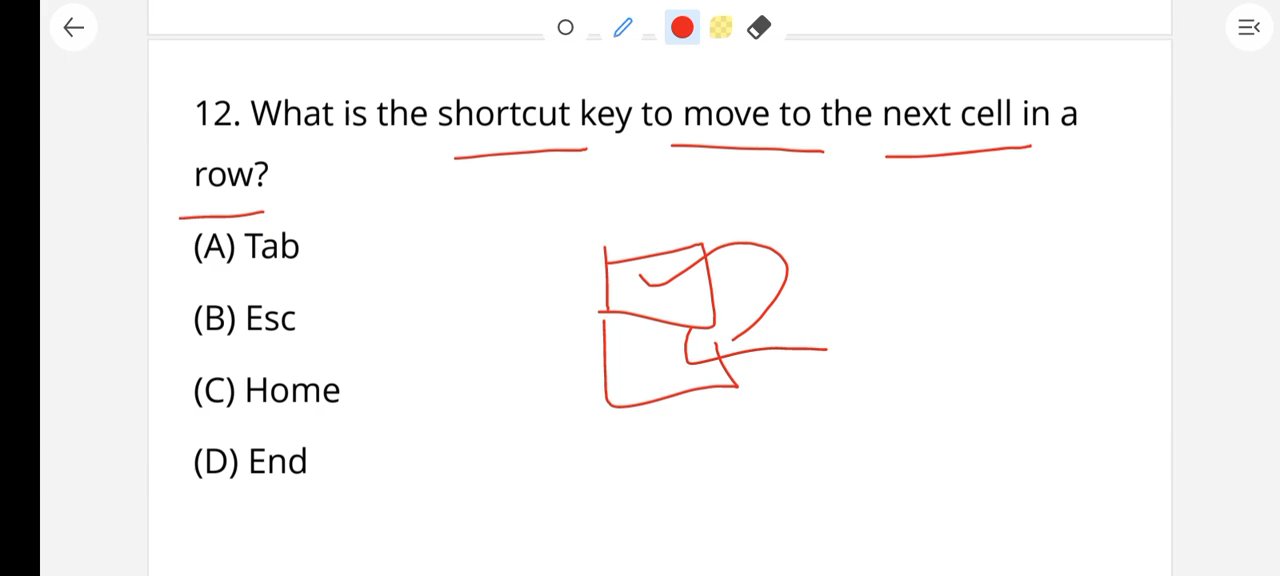 12. What is the shortcut key to move to the next cell in a
row?
(A) Tab
(B) Esc
(C) Home
(D) End